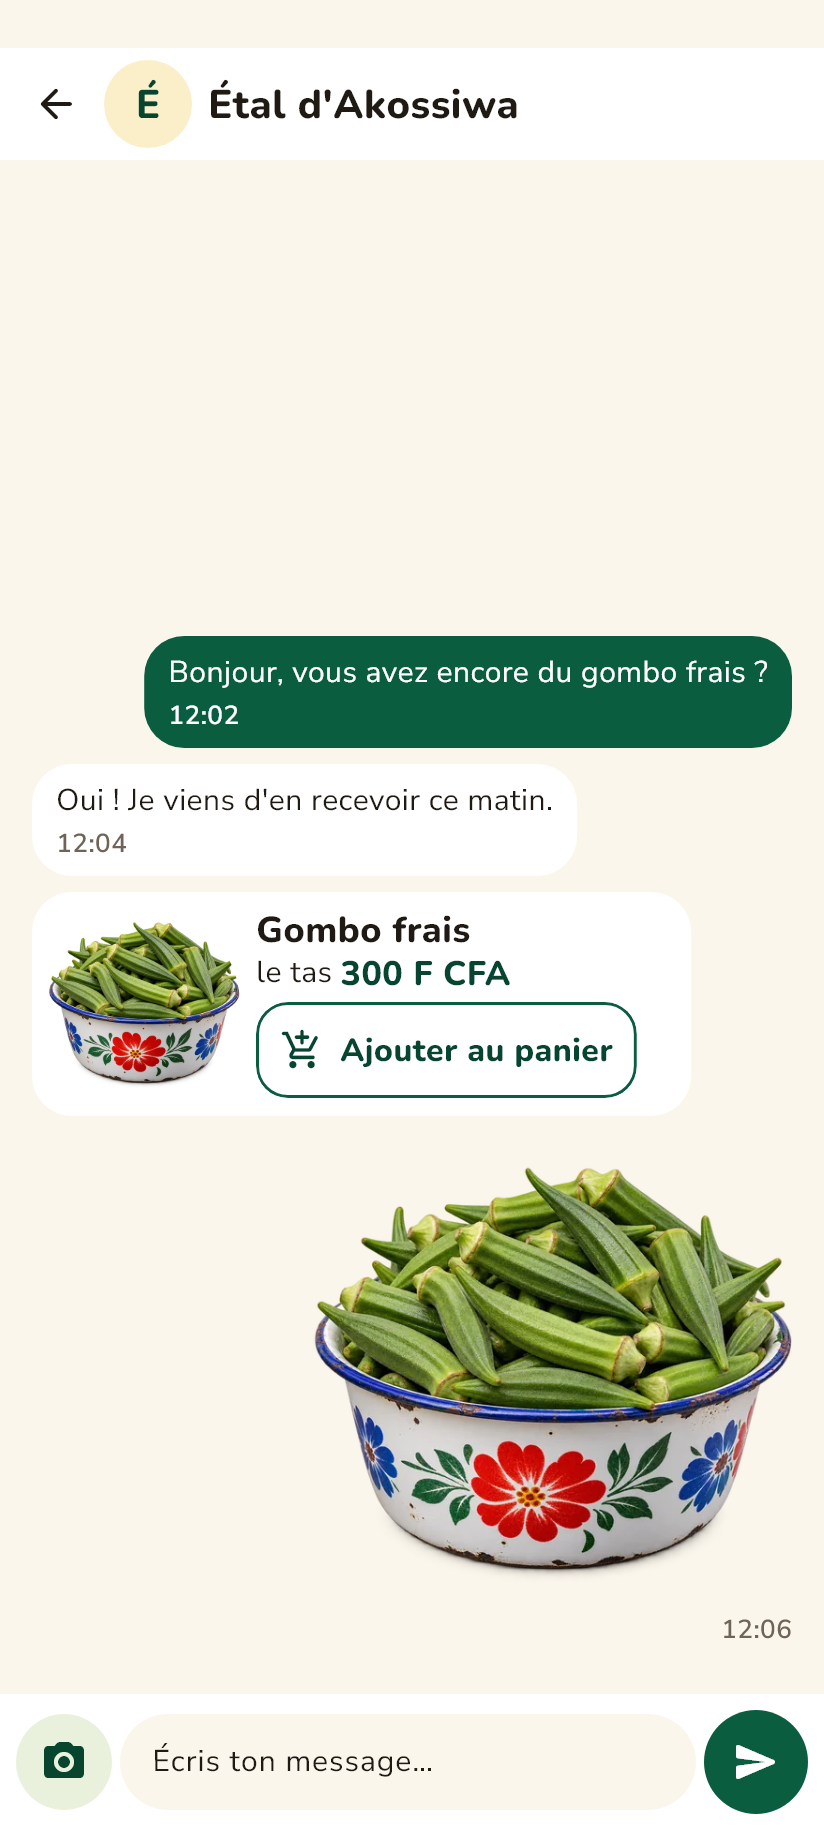 É
Étal d'Akossiwa
Bonjour, vous avez encore du gombo frais ?
12:02
Oui ! Je viens d'en recevoir ce matin.
12:04
Gombo frais
le tas 300 F CFA
Ajouter au panier
12:06
Écris ton message...